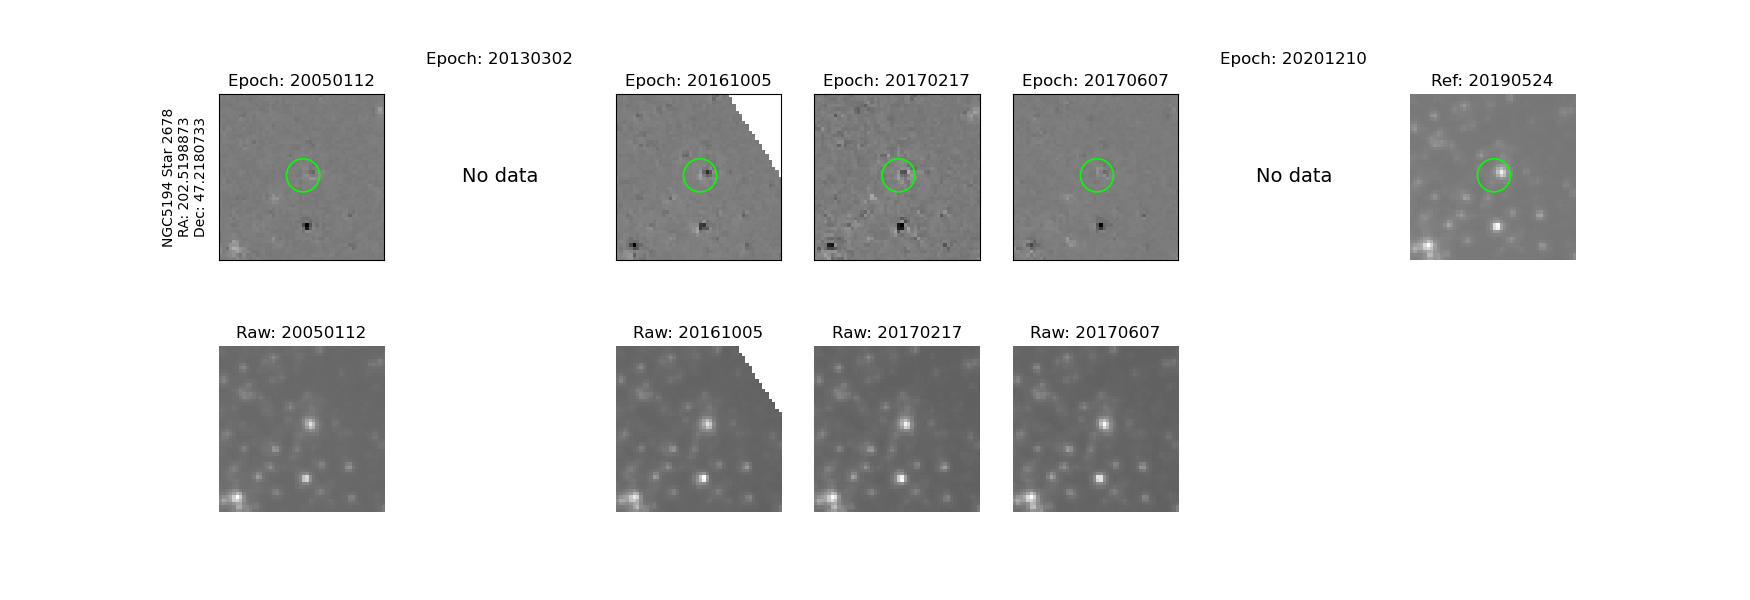 Epoch: 20130302
Epoch: 20201210
Epoch: 20050112
Epoch: 20161005
Epoch: 20170217
Epoch: 20170607
Ref: 20190524
NGC5194 Star 2678
RA: 202.5198873
Dec: 47.2180733
No data
No data
Raw: 20050112
Raw: 20161005
Raw: 20170217
Raw: 20170607